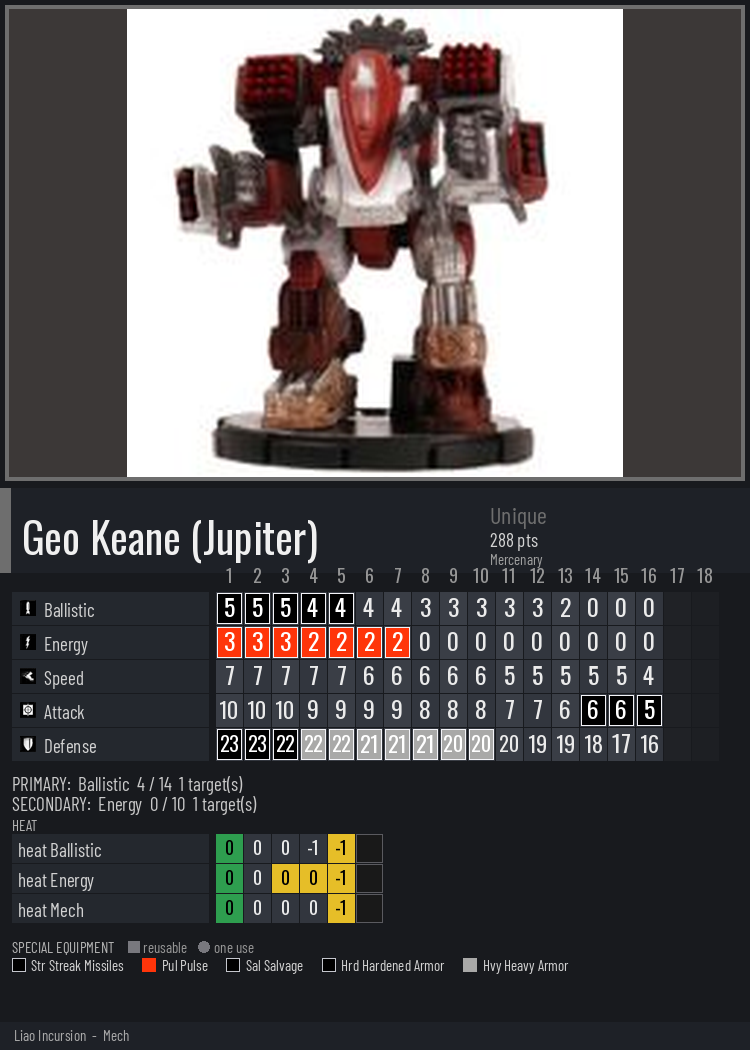 Geo Keane (Jupiter)
Unique
288 pts
Mercenary
1 2 3 4 5 6 7 8 9 10 11 12 13 14 15 16 17 18
Ballistic 5 5 5 4 4 4 4 3 3 3 3 3 2 0 0 0
Energy 3 3 3 2 2 2 2 0 0 0 0 0 0 0 0 0
Speed 7 7 7 7 7 6 6 6 6 6 5 5 5 5 5 4
Attack 10 10 10 9 9 9 9 8 8 8 7 7 6 6 6 5
Defense 23 23 22 22 22 21 21 21 20 20 20 19 19 18 17 16
PRIMARY: Ballistic 4 / 14 1 target(s)
SECONDARY: Energy 0 / 10 1 target(s)
HEAT
heat Ballistic 0 0 0 -1 -1
heat Energy 0 0 0 0 -1
heat Mech 0 0 0 0 -1
SPECIAL EQUIPMENT reusable one use
Str Streak Missiles Pul Pulse Sal Salvage Hrd Hardened Armor Hvy Heavy Armor
Liao Incursion - Mech